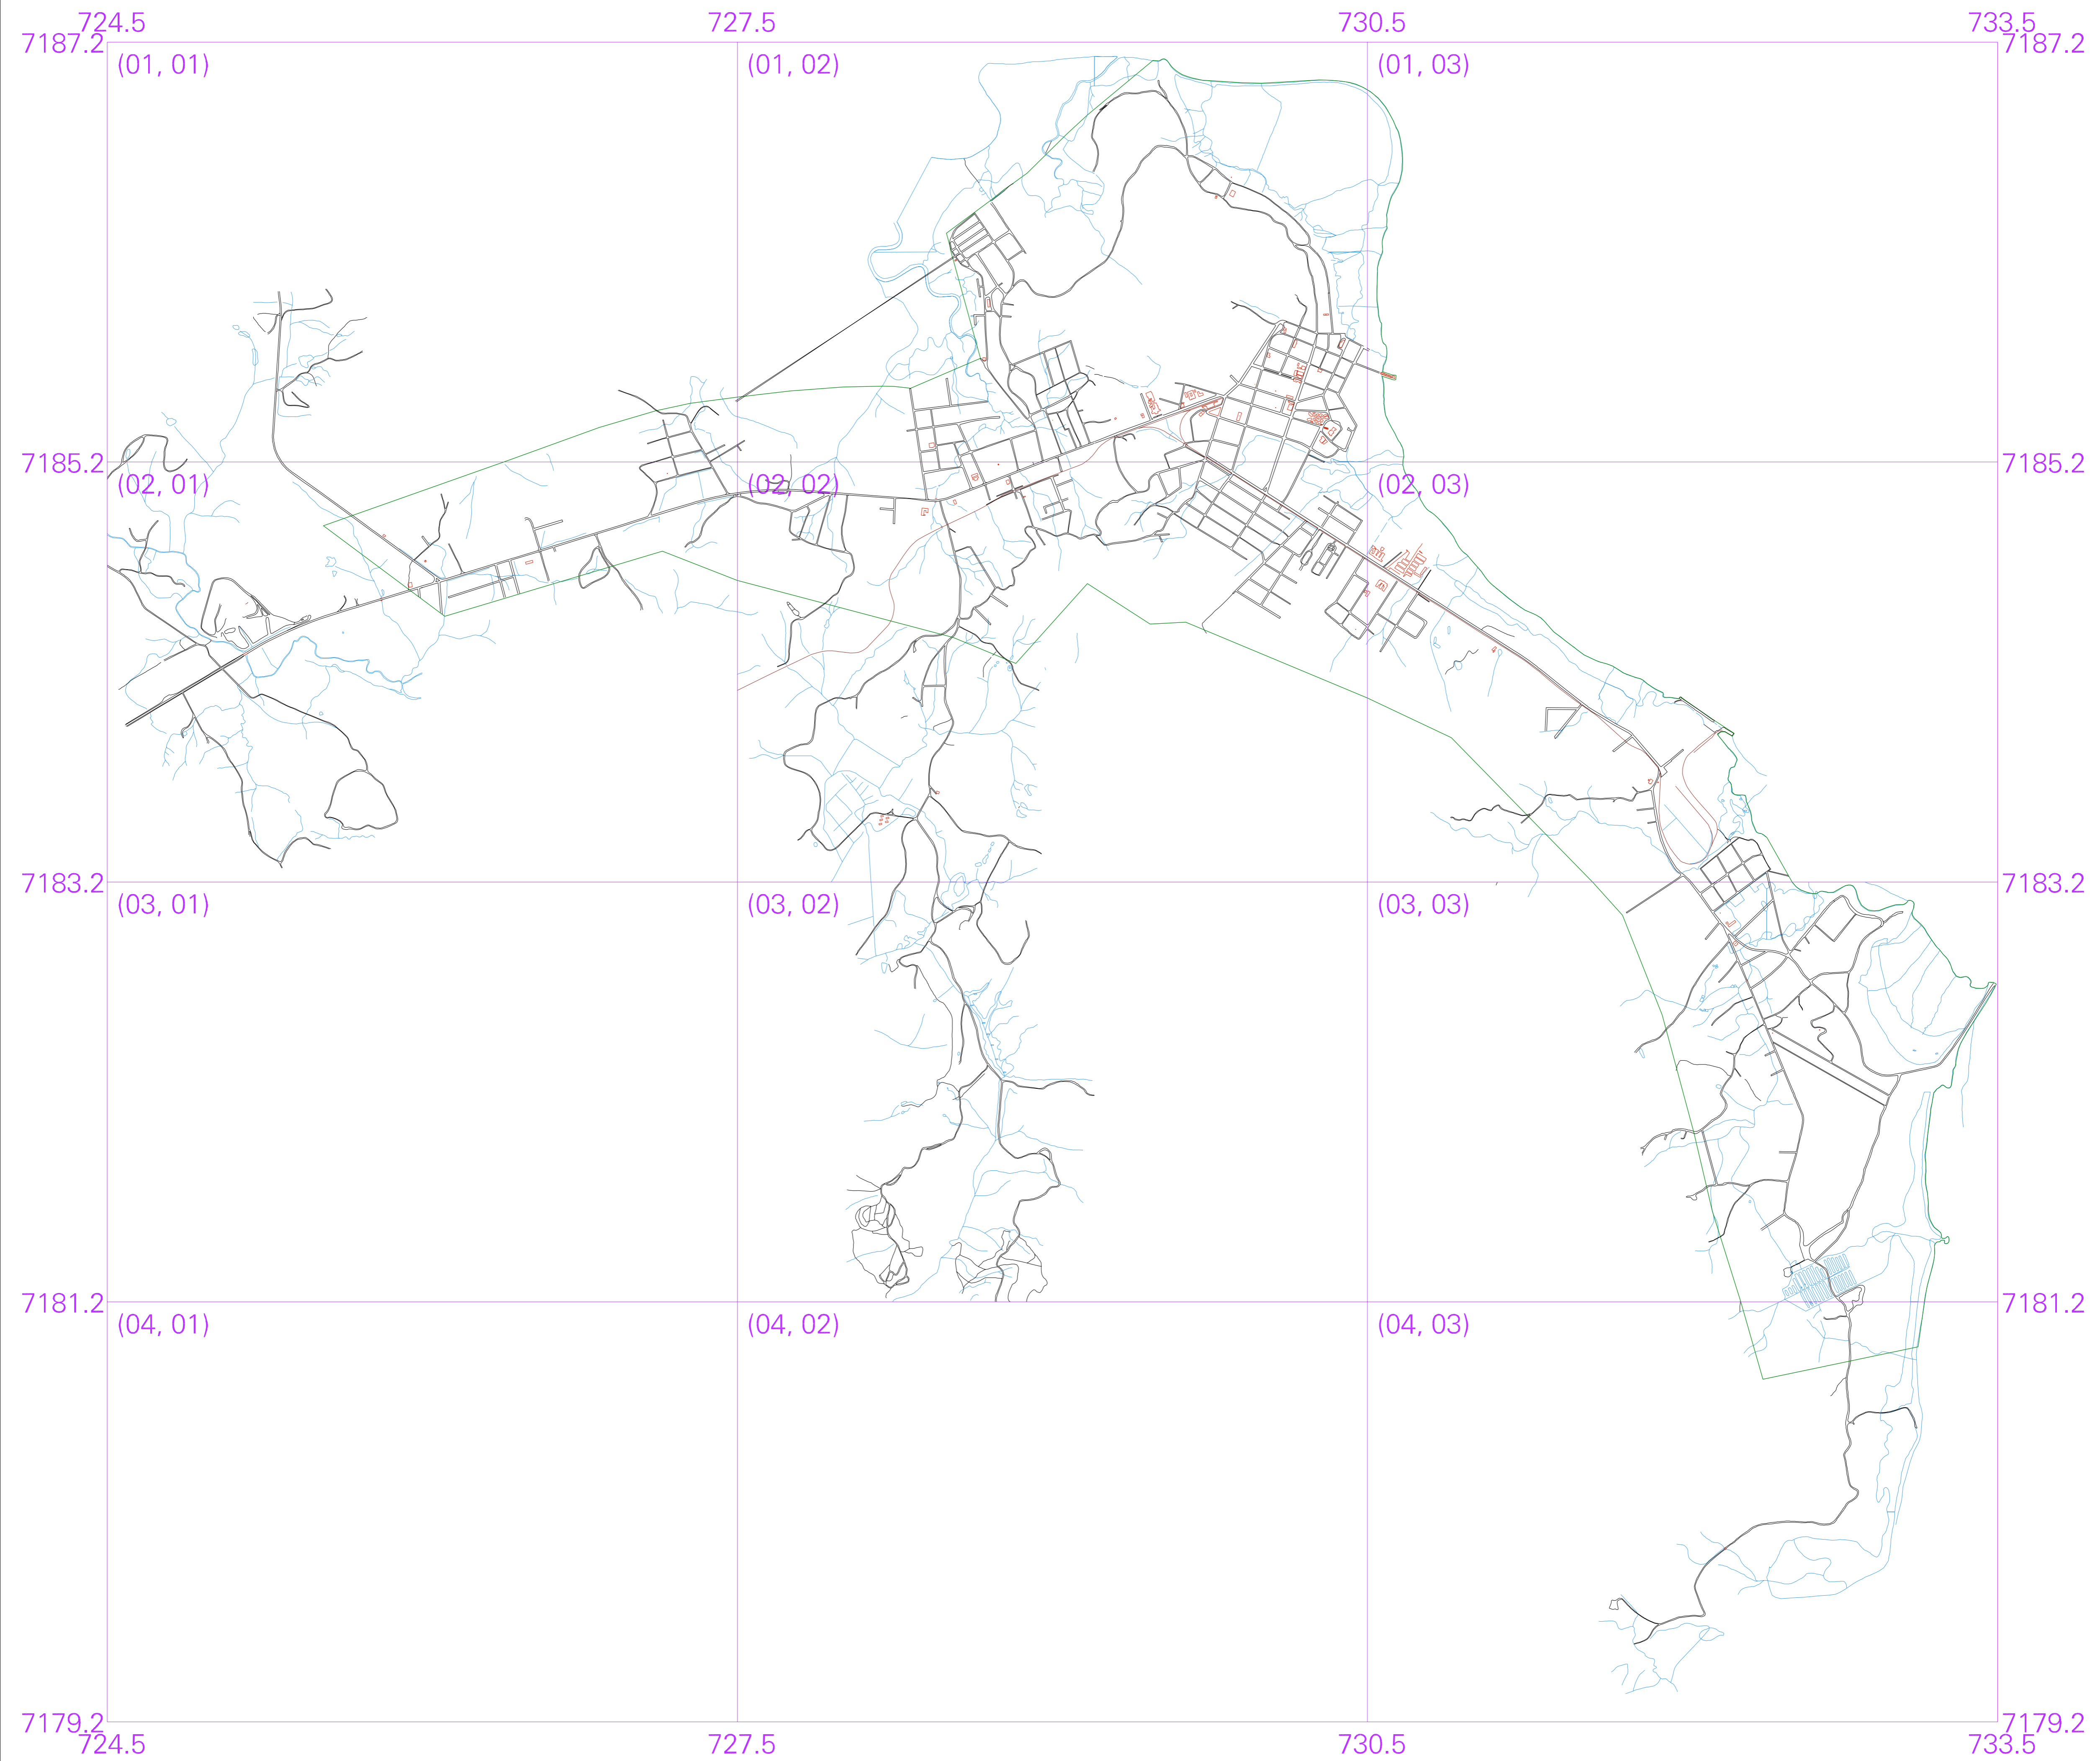 724.5 727.5 730.5 733.5
7187.2 7187.2
(01, 01) (01, 02) (01, 03)
7185.2 7185.2
(02, 01) (02, 02) (02, 03)
7183.2 7183.2
(03, 01) (03, 02) (03, 03)
7181.2 7181.2
(04, 01) (04, 02) (04, 03)
7179.2 7179.2
724.5 727.5 730.5 733.5